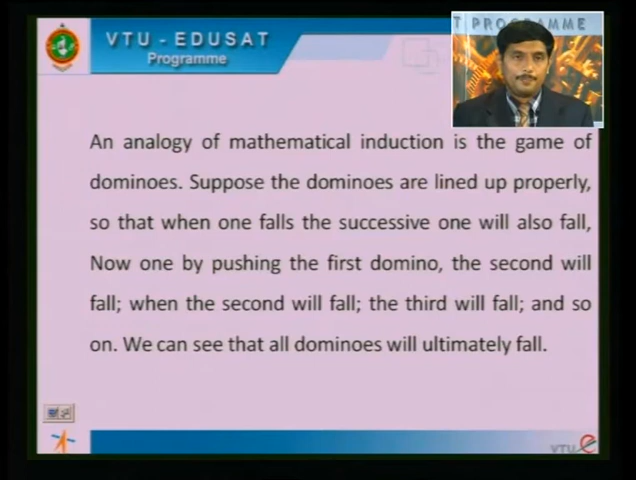 VTU - EDUSAT
Programme
T PROGRAMME
An analogy of mathematical induction is the game of
dominoes. Suppose the dominoes are lined up properly,
so that when one falls the successive one will also fall,
Now one by pushing the first domino, the second will
fall; when the second will fall; the third will fall; and so
on. We can see that all dominoes will ultimately fall.
VTU e